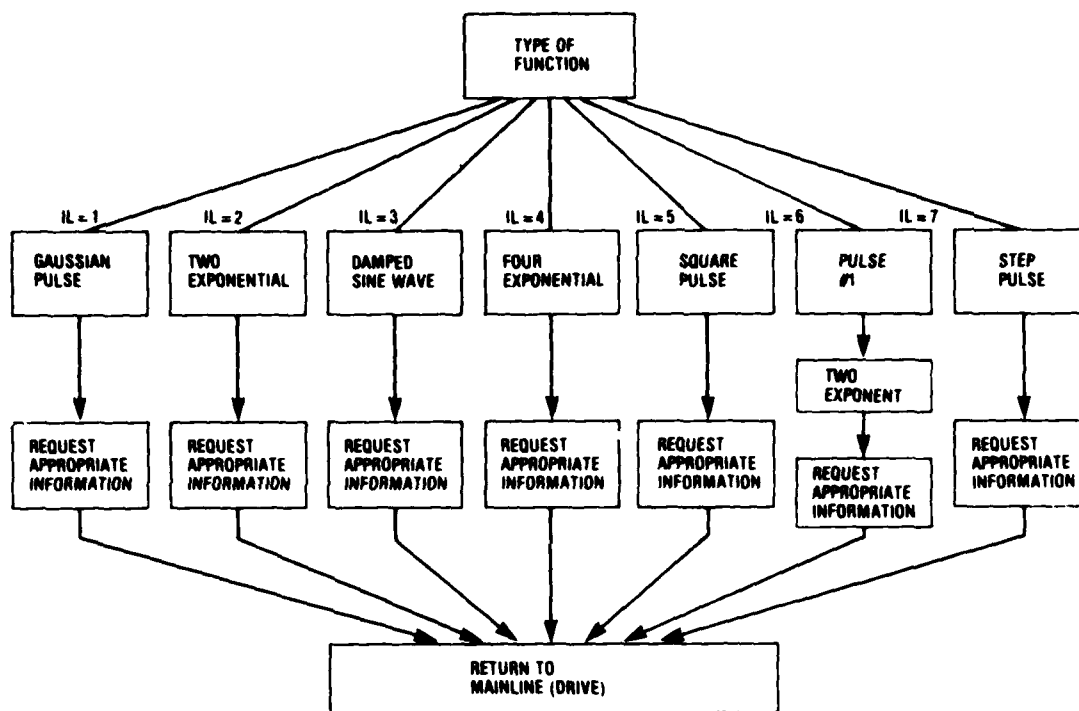 TYPE OF
FUNCTION
IL = 1
IL = 2
IL = 3
IL = 4
IL = 5
IL = 6
IL = 7
GAUSSIAN
PULSE
TWO
EXPONENTIAL
DAMPED
SINE WAVE
FOUR
EXPONENTIAL
SQUARE
PULSE
PULSE
#1
STEP
PULSE
TWO
EXPONENT
REQUEST
APPROPRIATE
INFORMATION
REQUEST
APPROPRIATE
INFORMATION
REQUEST
APPROPRIATE
INFORMATION
REQUEST
APPROPRIATE
INFORMATION
REQUEST
APPROPRIATE
INFORMATION
REQUEST
APPROPRIATE
INFORMATION
REQUEST
APPROPRIATE
INFORMATION
RETURN TO
MAINLINE (DRIVE)